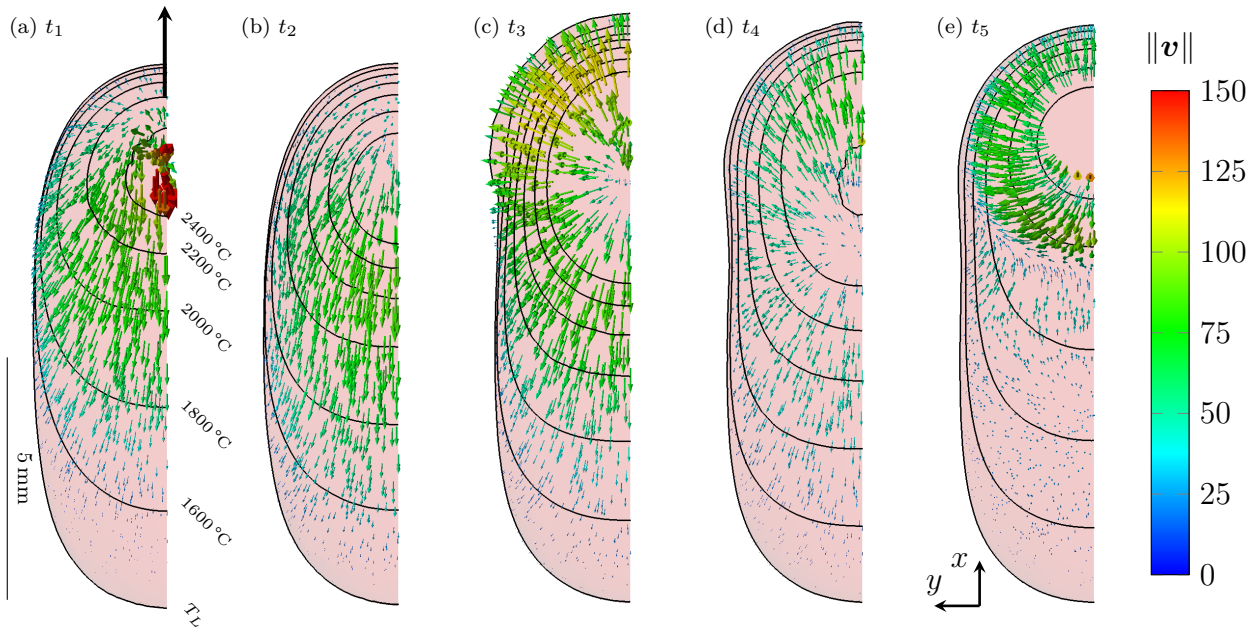 (a) t₁
(b) t₂
(c) t₃
(d) t₄
(e) t₅
‖v‖
150
125
100
75
50
25
0
2400 °C
2200 °C
2000 °C
1800 °C
1600 °C
T_L
5 mm
x
y